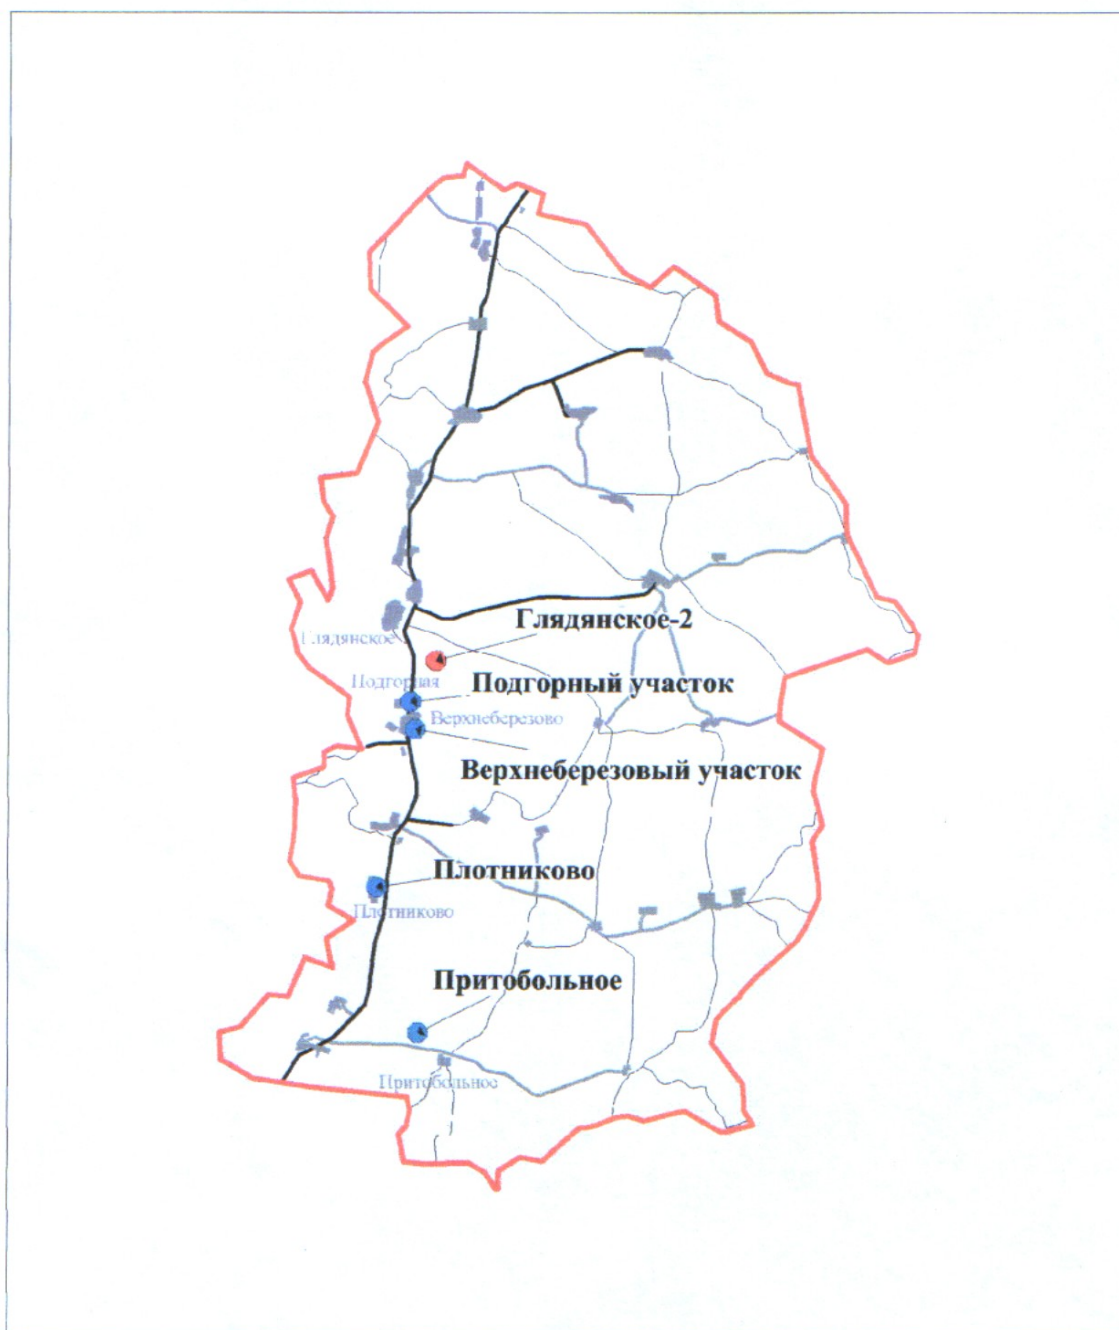 Глядянское-2
Глядянское
Подгорная
Подгорный участок
Верхнеберезово
Верхнеберезовый участок
Плотниково
Плотниково
Притобольное
Притобольное